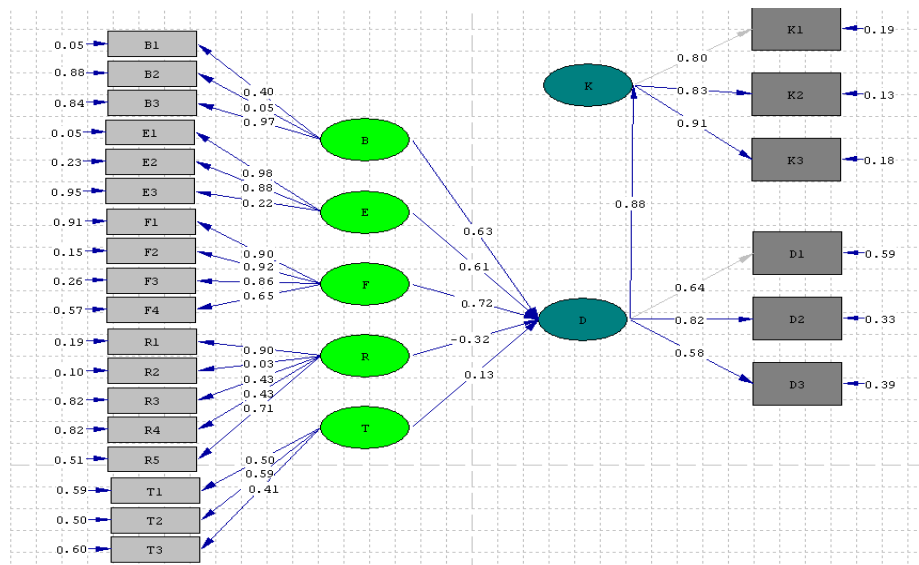 0.05 B1
0.88 B2
0.84 B3
0.05 E1
0.23 E2
0.95 E3
0.91 F1
0.15 F2
0.26 F3
0.57 F4
0.19 R1
0.10 R2
0.82 R3
0.82 R4
0.51 R5
0.59 T1
0.50 T2
0.60 T3
0.40
0.05
0.97
0.98
0.88
0.22
0.90
0.92
0.86
0.65
0.90
0.03
0.43
0.43
0.71
0.50
0.59
0.41
B
E
F
R
T
0.63
0.61
0.72
-0.32
0.13
K
0.88
D
0.80
0.83
0.91
0.64
0.82
0.58
K1 0.19
K2 0.13
K3 0.18
D1 0.59
D2 0.33
D3 0.39